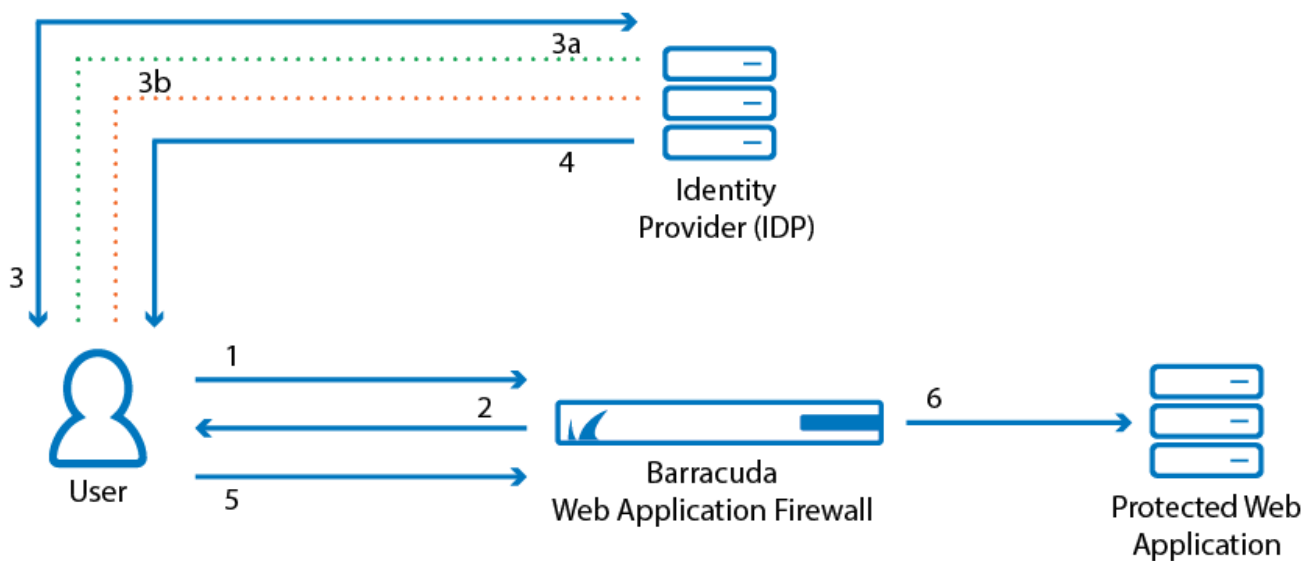 3a
3b
4
Identity
Provider (IDP)
3
1
2
6
5
User
Barracuda
Web Application Firewall
Protected Web
Application